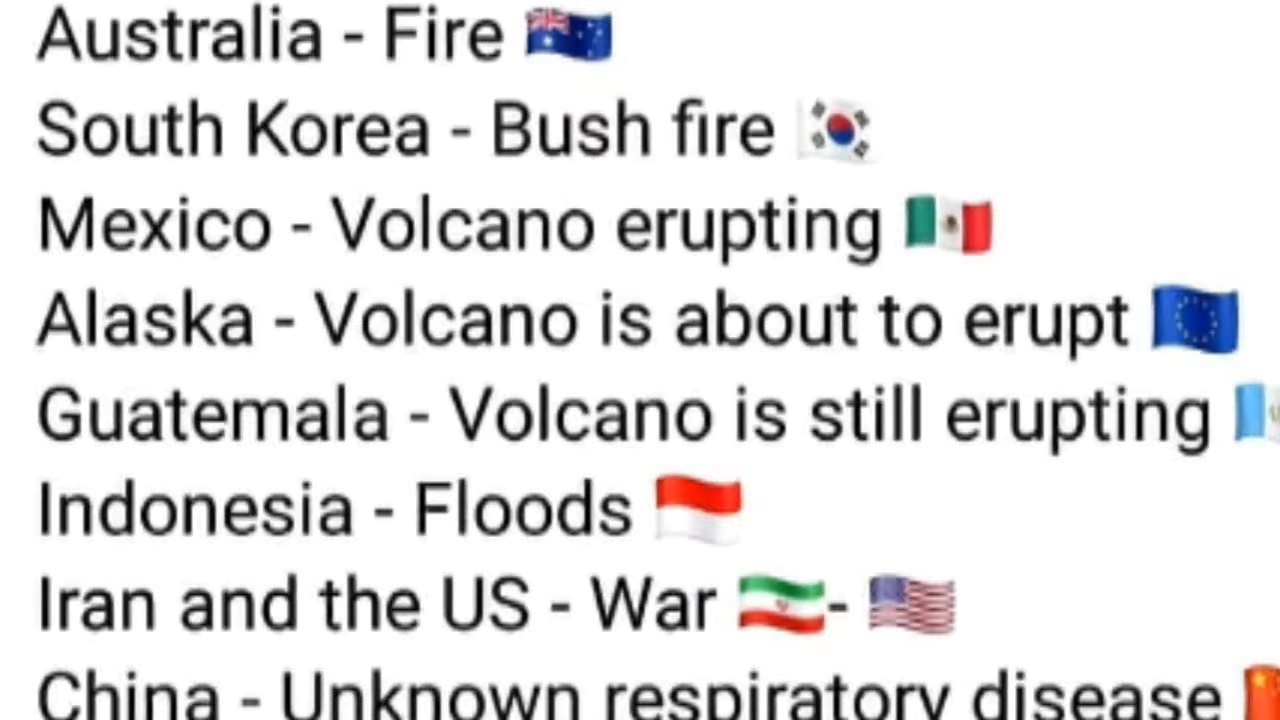 Australia - Fire 🇦🇺
South Korea - Bush fire 🇰🇷
Mexico - Volcano erupting 🇲🇽
Alaska - Volcano is about to erupt 🇪🇺
Guatemala - Volcano is still erupting 🇬🇹
Indonesia - Floods 🇮🇩
Iran and the US - War 🇮🇷- 🇺🇸
China - Unknown respiratory disease 🇨🇳